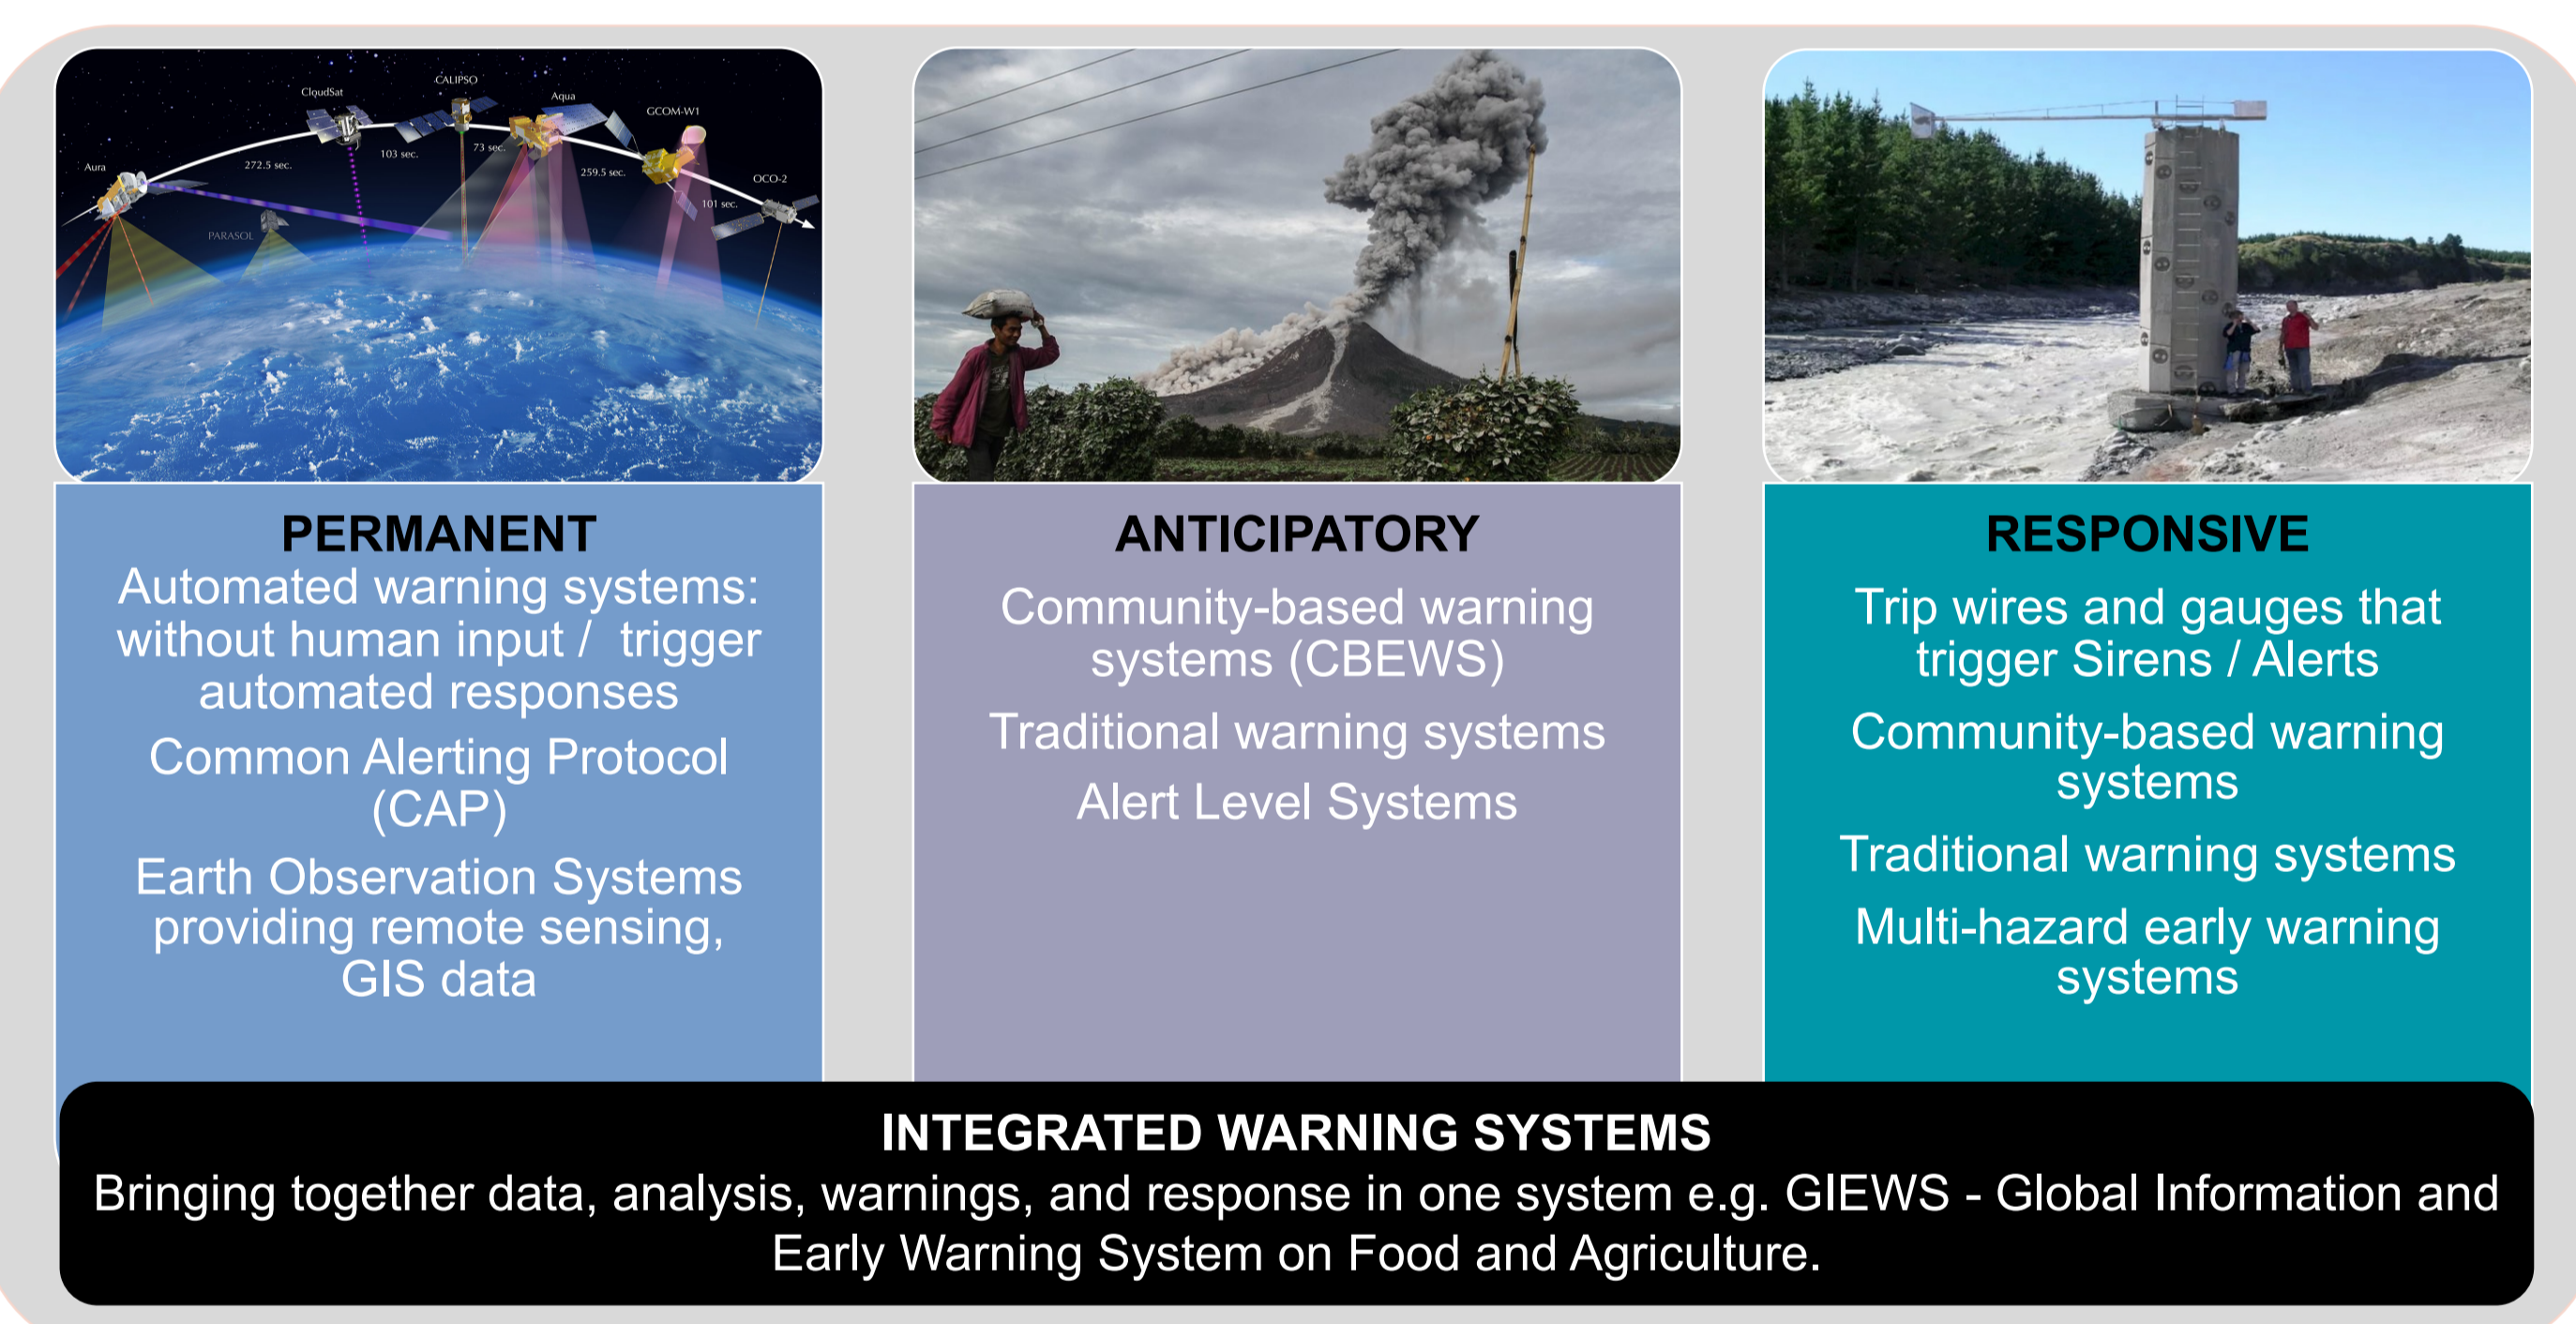 CALIPSO
CloudSat
Aqua
GCOM-W1
Aura
272.5 sec.
103 sec.
73 sec.
259.5 sec.
101 sec.
OCO-2
PARASOL
PERMANENT
Automated warning systems:
without human input /  trigger
automated responses
Common Alerting Protocol
(CAP)
Earth Observation Systems
providing remote sensing,
GIS data
ANTICIPATORY
Community-based warning
systems (CBEWS)
Traditional warning systems
Alert Level Systems
RESPONSIVE
Trip wires and gauges that
trigger Sirens / Alerts
Community-based warning
systems
Traditional warning systems
Multi-hazard early warning
systems
INTEGRATED WARNING SYSTEMS
Bringing together data, analysis, warnings, and response in one system e.g. GIEWS - Global Information and
Early Warning System on Food and Agriculture.